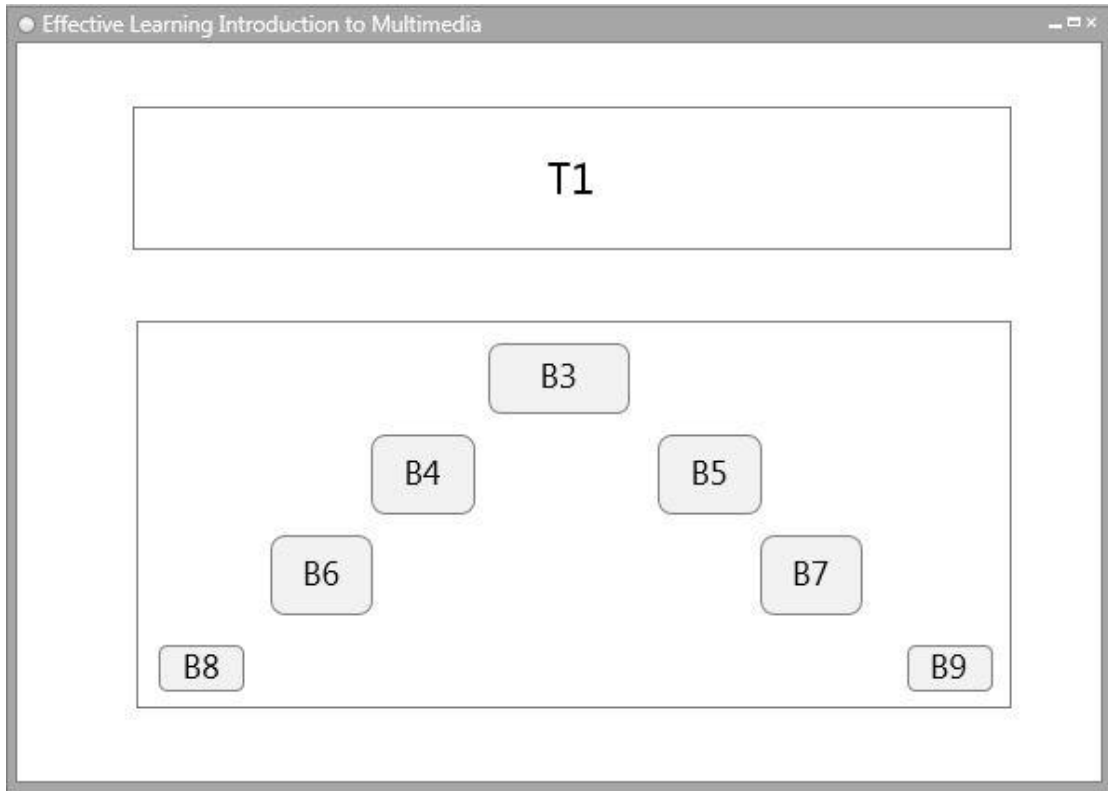 Effective Learning Introduction to Multimedia
T1
B3
B4 B5
B6 B7
B8 B9